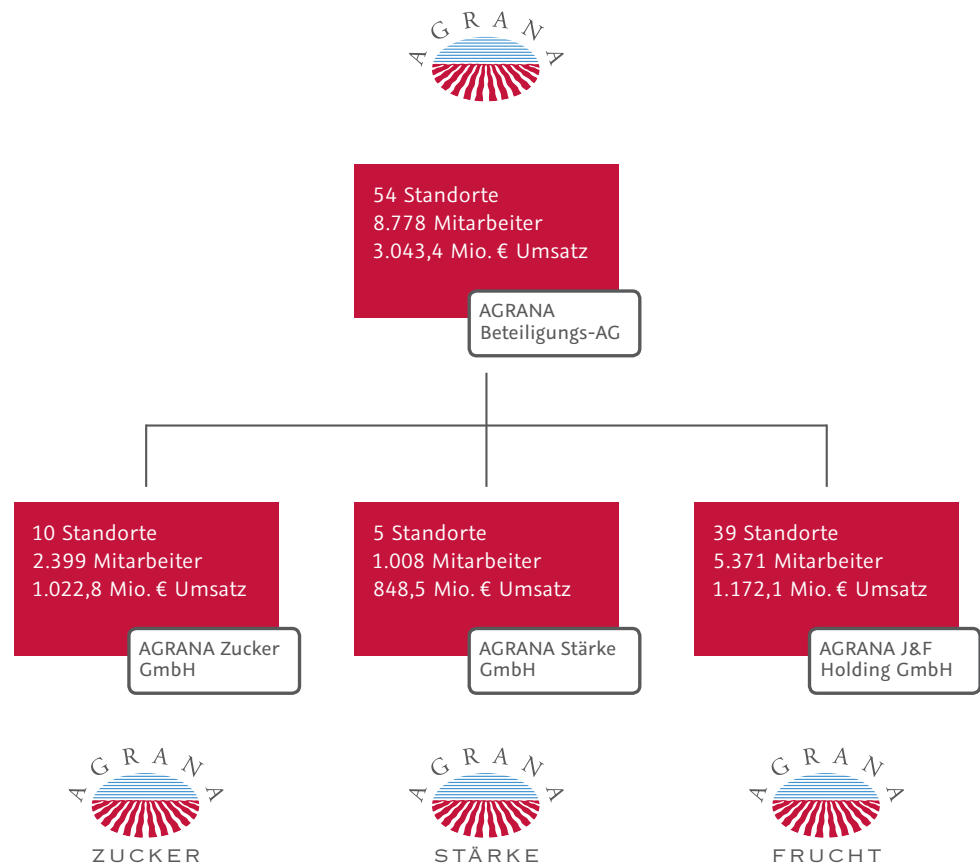 AGRANA
54 Standorte
8.778 Mitarbeiter
3.043,4 Mio. € Umsatz
AGRANA
Beteiligungs-AG
10 Standorte
2.399 Mitarbeiter
1.022,8 Mio. € Umsatz
AGRANA Zucker
GmbH
5 Standorte
1.008 Mitarbeiter
848,5 Mio. € Umsatz
AGRANA Stärke
GmbH
39 Standorte
5.371 Mitarbeiter
1.172,1 Mio. € Umsatz
AGRANA J&F
Holding GmbH
AGRANA
ZUCKER
AGRANA
STÄRKE
AGRANA
FRUCHT